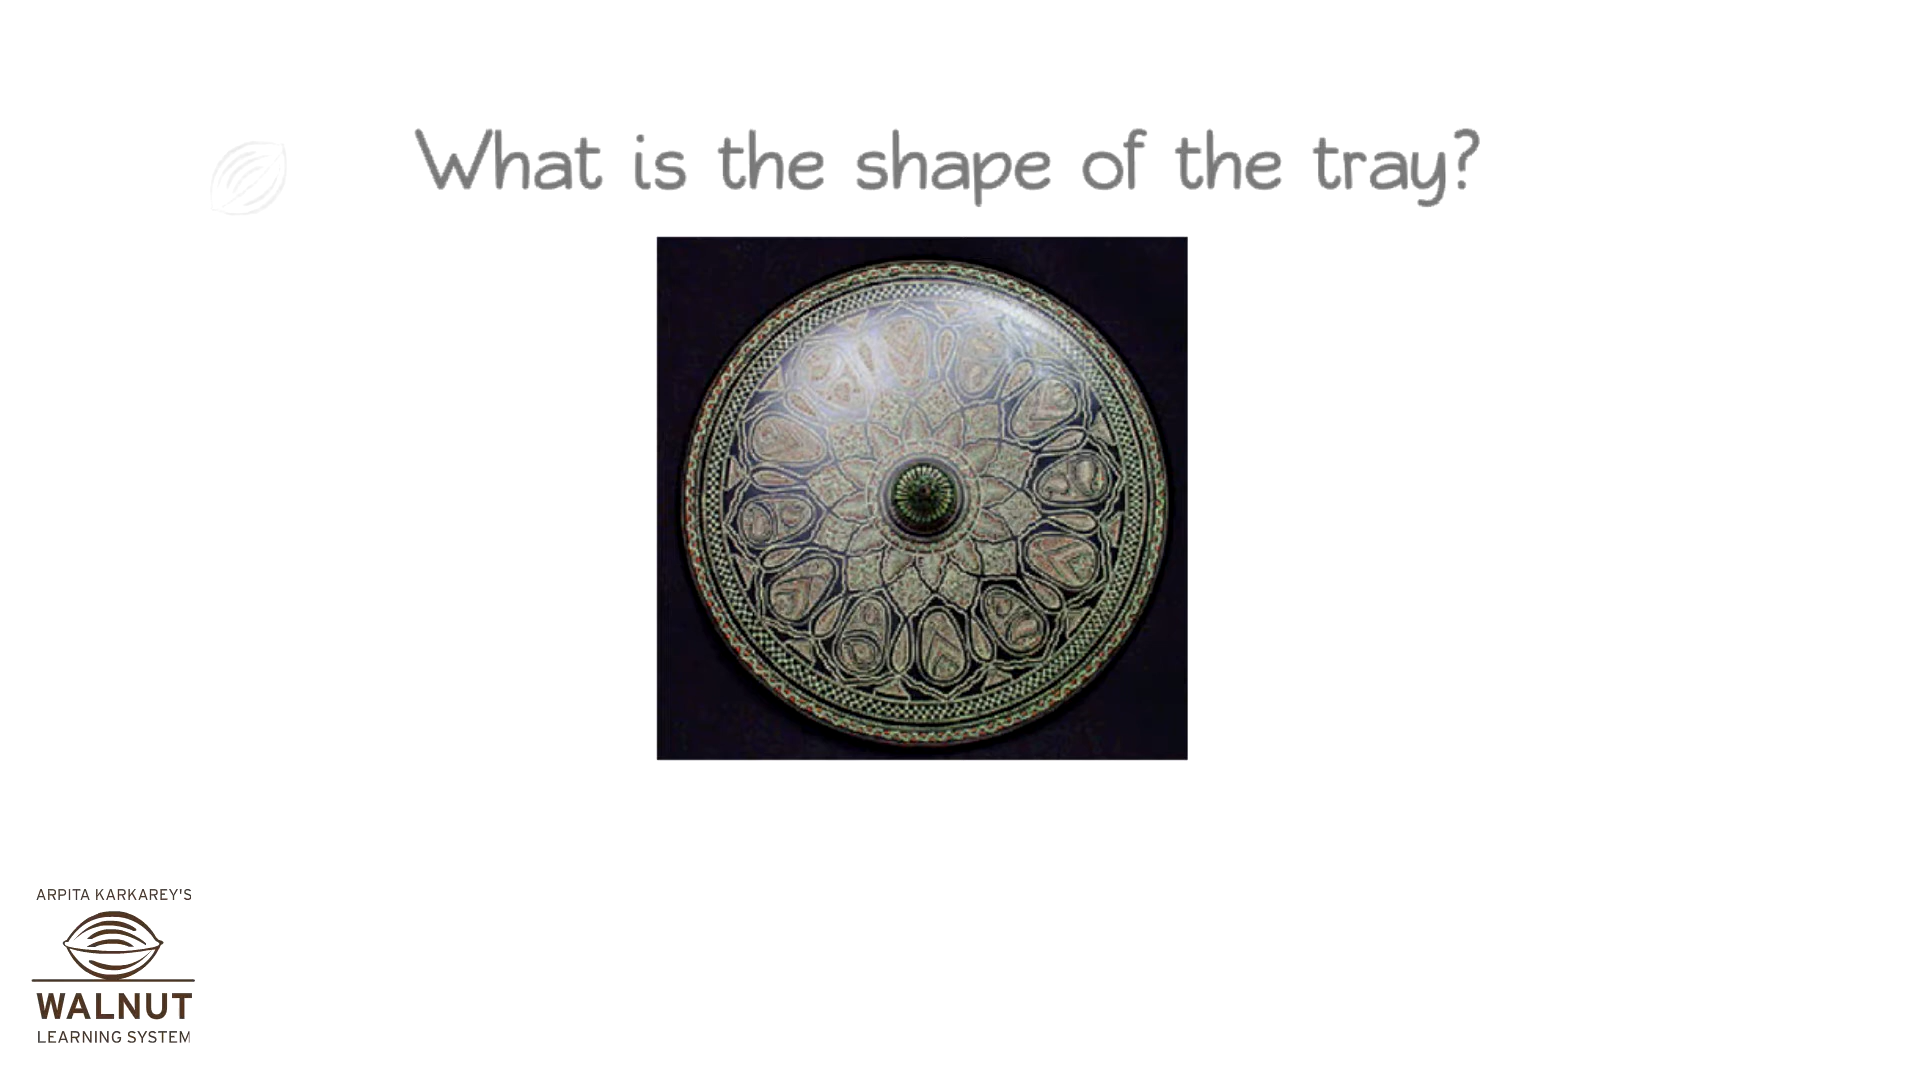 What is the shape of the tray?
ARPITA KARKAREY'S
WALNUT
LEARNING SYSTEM